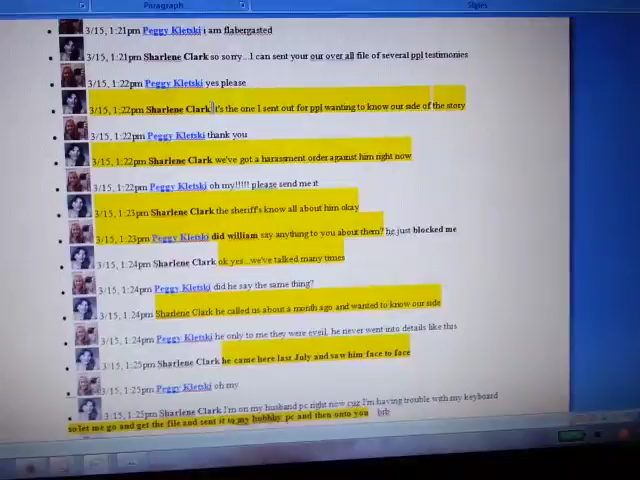 Paragraph
Styles
3/15, 1:21pm Peggy Kletski i am flabergasted
3/15, 1:21pm Sharlene Clark so sorry...I can sent your our over all file of several ppl testimonies
3/15, 1:22pm Peggy Kletski yes please
3/15, 1:22pm Sharlene Clark it's the one I sent out for ppl wanting to know our side of the story
3/15, 1:22pm Peggy Kletski thank you
3/15, 1:22pm Sharlene Clark we've got a harassment order against him right now
3/15, 1:22pm Peggy Kletski oh my!!!!! please send me it
3/15, 1:23pm Sharlene Clark the sheriff's know all about him okay
3/15, 1:23pm Peggy Kletski did william say anything to you about them? he just blocked me
3/15, 1:24pm Sharlene Clark ok yes...we've talked many times
3/15, 1:24pm Peggy Kletski did he say the same thing?
3/15, 1:24pm Sharlene Clark he called us about a month ago and wanted to know our side
3/15, 1:24pm Peggy Kletski he only to me they were eveil, he never went into details like this
3/15, 1:25pm Sharlene Clark he came here last July and saw him face to face
3/15, 1:25pm Peggy Kletski oh my
3/15, 1:25pm Sharlene Clark I'm on my husband pc right now cuz I'm having trouble with my keyboard
so let me go and get the file and sent it to my hubbby pc and then onto you brb